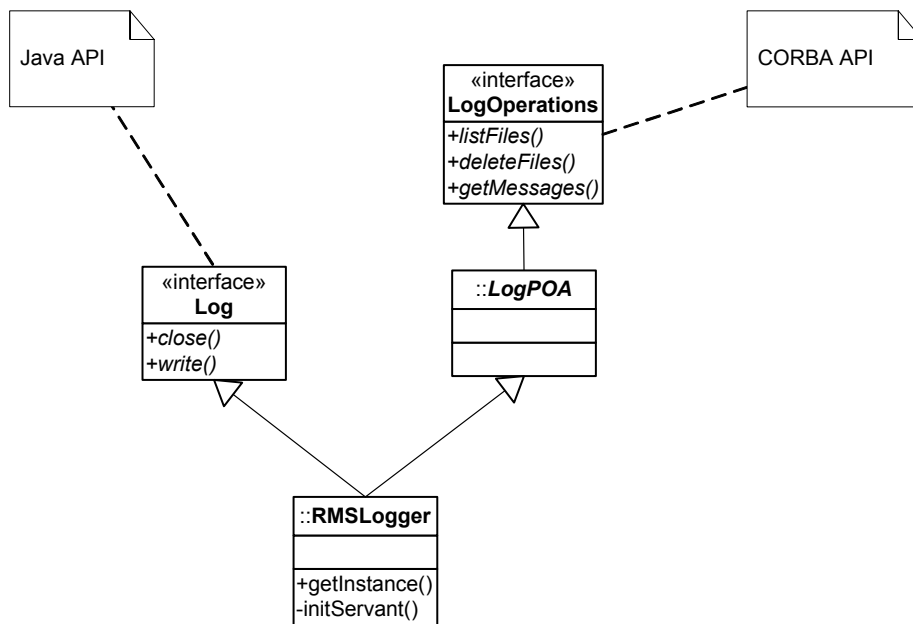 Java API
CORBA API
«interface»
LogOperations
+listFiles()
+deleteFiles()
+getMessages()
«interface»
Log
+close()
+write()
::LogPOA
::RMSLogger
+getInstance()
-initServant()